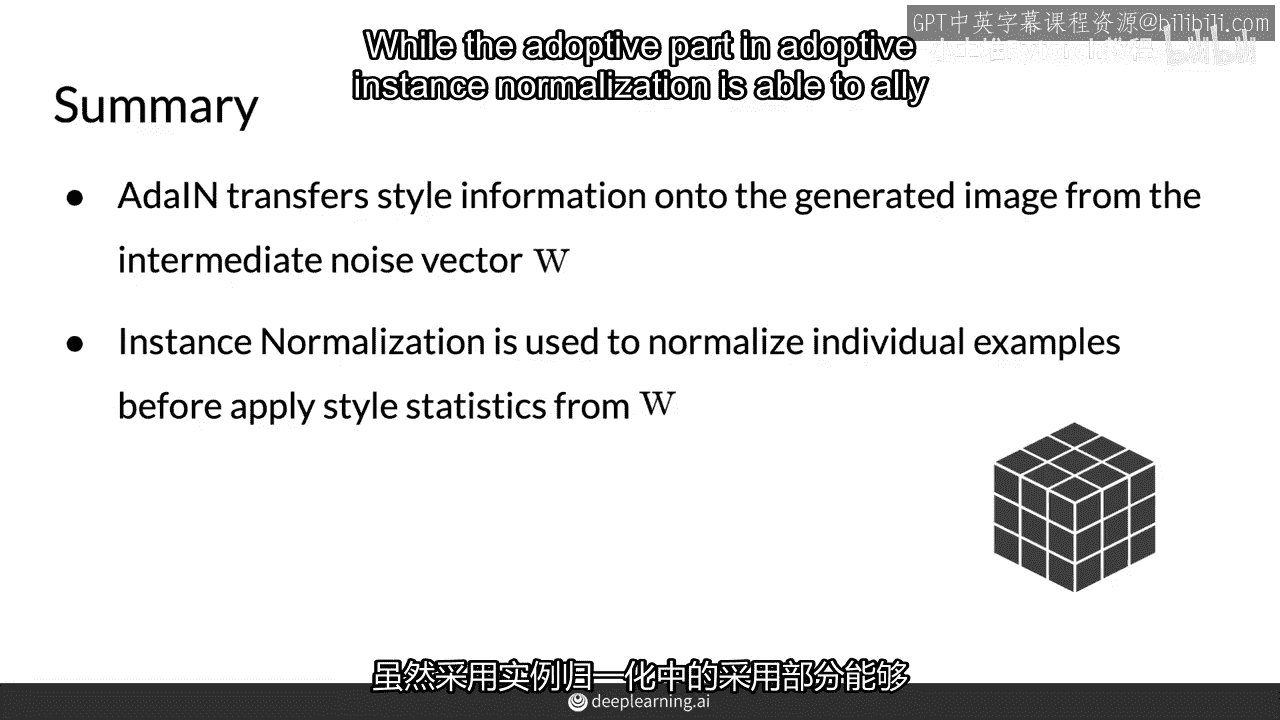 GPT中英字幕课程资源@bilibili.com
While the adoptive part in adoptive
instance normalization is able to ally
Summary
● AdaIN transfers style information onto the generated image from the
intermediate noise vector W
● Instance Normalization is used to normalize individual examples
before apply style statistics from W
虽然采用实例归一化中的采用部分能够
deeplearning.ai